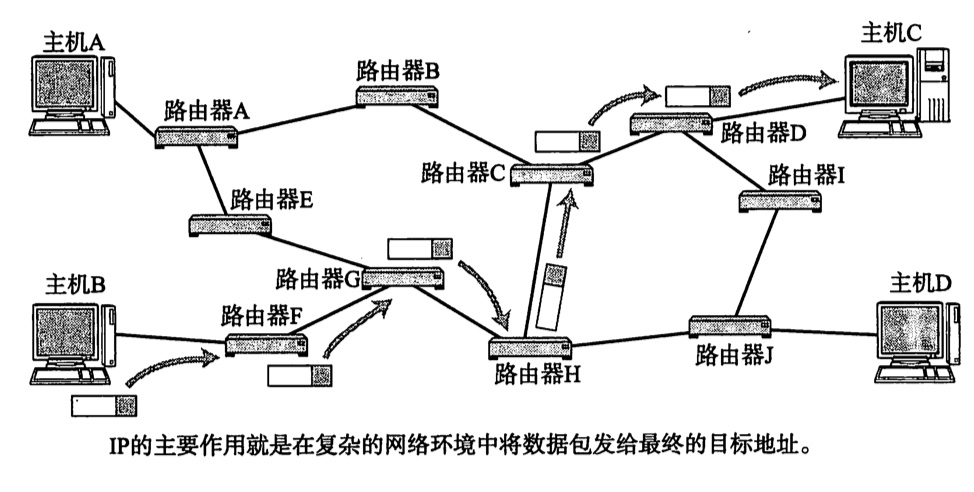 主机A
主机C
路由器B
路由器A
路由器D
路由器C
路由器I
路由器E
路由器G
主机B
主机D
路由器F
路由器H
路由器J
IP的主要作用就是在复杂的网络环境中将数据包发给最终的目标地址。